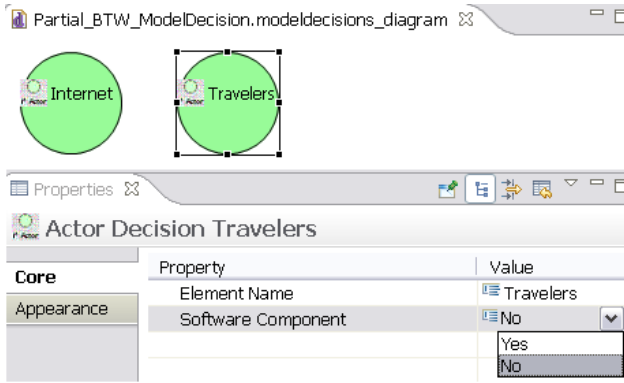 Partial_BTW_ModelDecision.modeldecisions_diagram
Internet
Travelers
Properties
Actor Decision Travelers
Core
Appearance
Property Value
Element Name Travelers
Software Component No
Yes
No